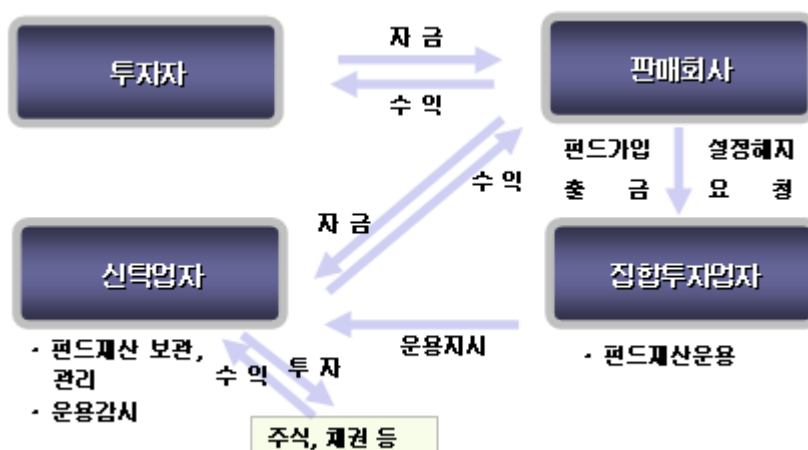 자 금
투자자
판매회사
수 익
펀드가입 설정해지
출 금 요 청
수 익
자 금
신탁업자
집합투자업자
운용지시
· 펀드재산 보관,
관리
· 운용감시
수 익
투 자
· 펀드재산운용
주식, 채권 등